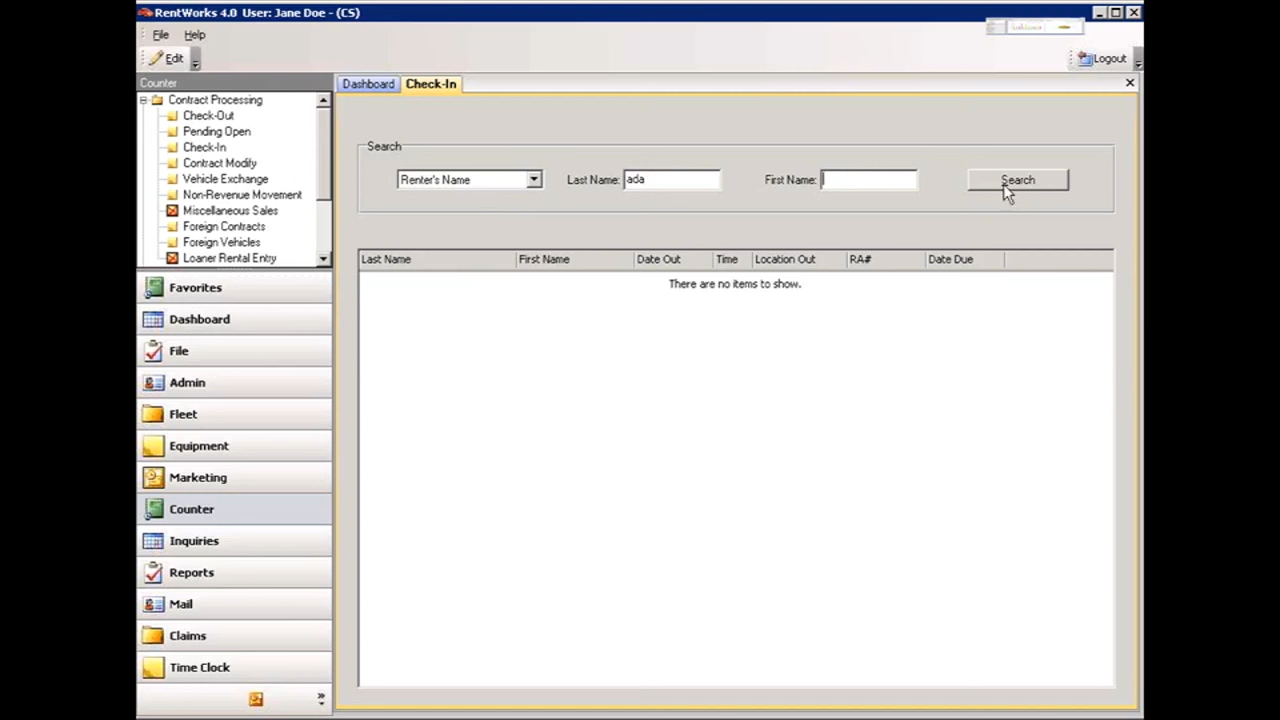 RentWorks 4.0 User: Jane Doe - (CS)
File Help
Edit
Logout
Counter
Contract Processing
Check-Out
Pending Open
Check-In
Contract Modify
Vehicle Exchange
Non-Revenue Movement
Miscellaneous Sales
Foreign Contracts
Foreign Vehicles
Loaner Rental Entry
Favorites
Dashboard
File
Admin
Fleet
Equipment
Marketing
Counter
Inquiries
Reports
Mail
Claims
Time Clock
Dashboard Check-In
Search
Renter's Name Last Name: ada First Name: Search
Last Name First Name Date Out Time Location Out RA# Date Due
There are no items to show.